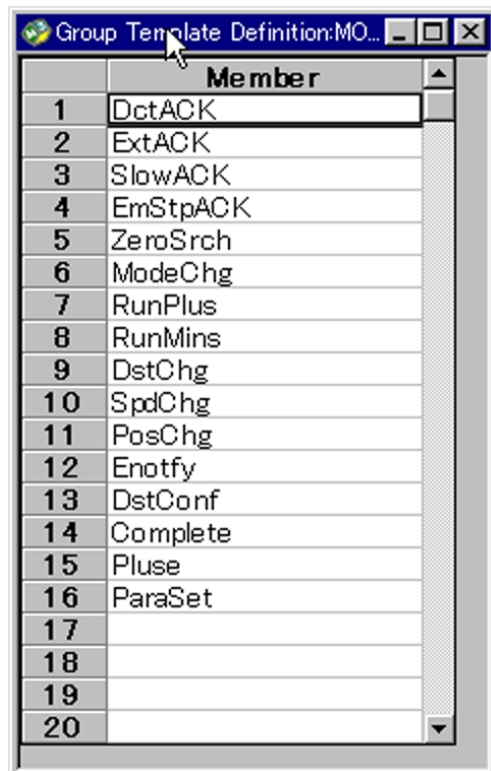 Group Template Definition:MO...
Member
1 DctACK
2 ExtACK
3 SlowACK
4 EmStpACK
5 ZeroSrch
6 ModeChg
7 RunPlus
8 RunMins
9 DstChg
10 SpdChg
11 PosChg
12 Enotfy
13 DstConf
14 Complete
15 Pluse
16 ParaSet
17
18
19
20